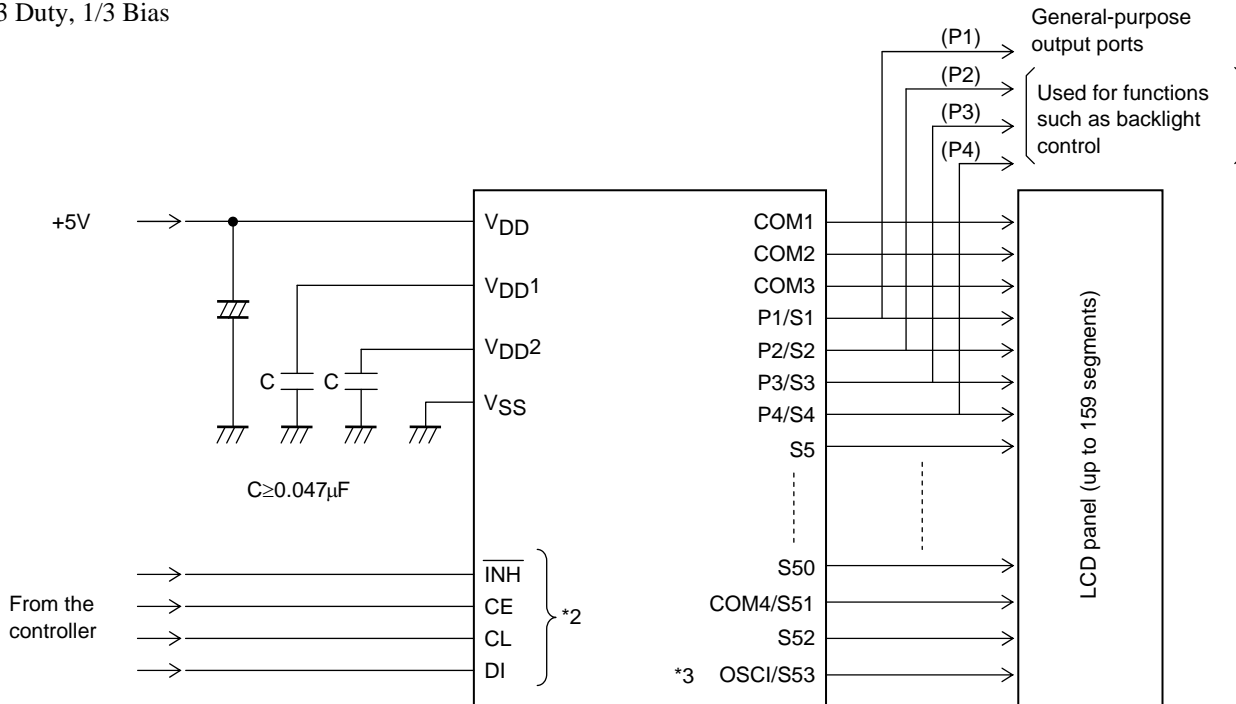 3 Duty, 1/3 Bias
General-purpose
output ports
(P1)
(P2)
(P3)
(P4)
Used for functions
such as backlight
control
+5V
VDD
VDD1
VDD2
VSS
C
C
C≥0.047μF
COM1
COM2
COM3
P1/S1
P2/S2
P3/S3
P4/S4
S5
S50
COM4/S51
S52
*3 OSCI/S53
LCD panel (up to 159 segments)
From the
controller
INH
CE
CL
DI
*2